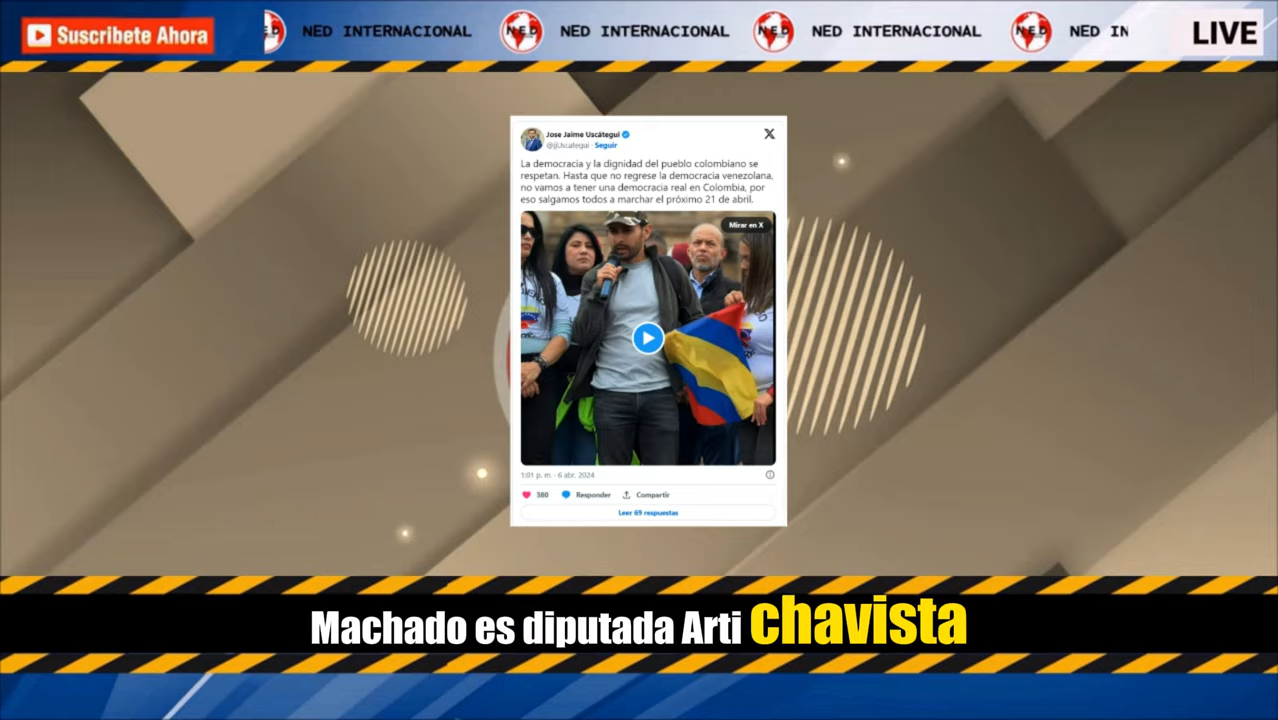 Suscribete Ahora
NED INTERNACIONAL
N.E.D
NED INTERNACIONAL
N.E.D
NED INTERNACIONAL
N.E.D
NED IN
LIVE
Jose Jaime Uscátegui
@jjUscategui · Seguir
La democracia y la dignidad del pueblo colombiano se
respetan. Hasta que no regrese la democracia venezolana,
no vamos a tener una democracia real en Colombia, por
eso salgamos todos a marchar el próximo 21 de abril.
Mirar en X
1:01 p. m. · 6 abr. 2024
380 Responder Compartir
Leer 69 respuestas
Machado es diputada Arti chavista